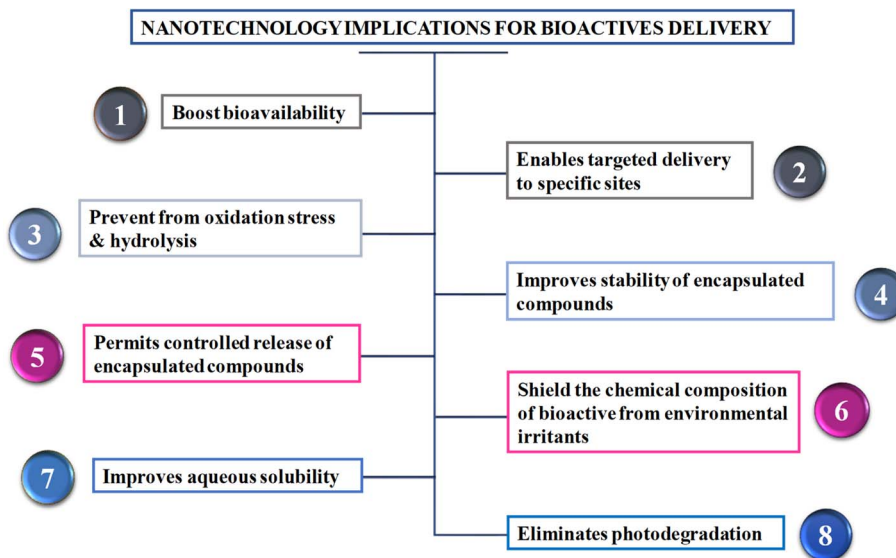 NANOTECHNOLOGY IMPLICATIONS FOR BIOACTIVES DELIVERY
1
Boost bioavailability
Enables targeted delivery
to specific sites
2
3
Prevent from oxidation stress
& hydrolysis
Improves stability of encapsulated
compounds
4
5
Permits controlled release of
encapsulated compounds
Shield the chemical composition
of bioactive from environmental
irritants
6
7
Improves aqueous solubility
Eliminates photodegradation
8